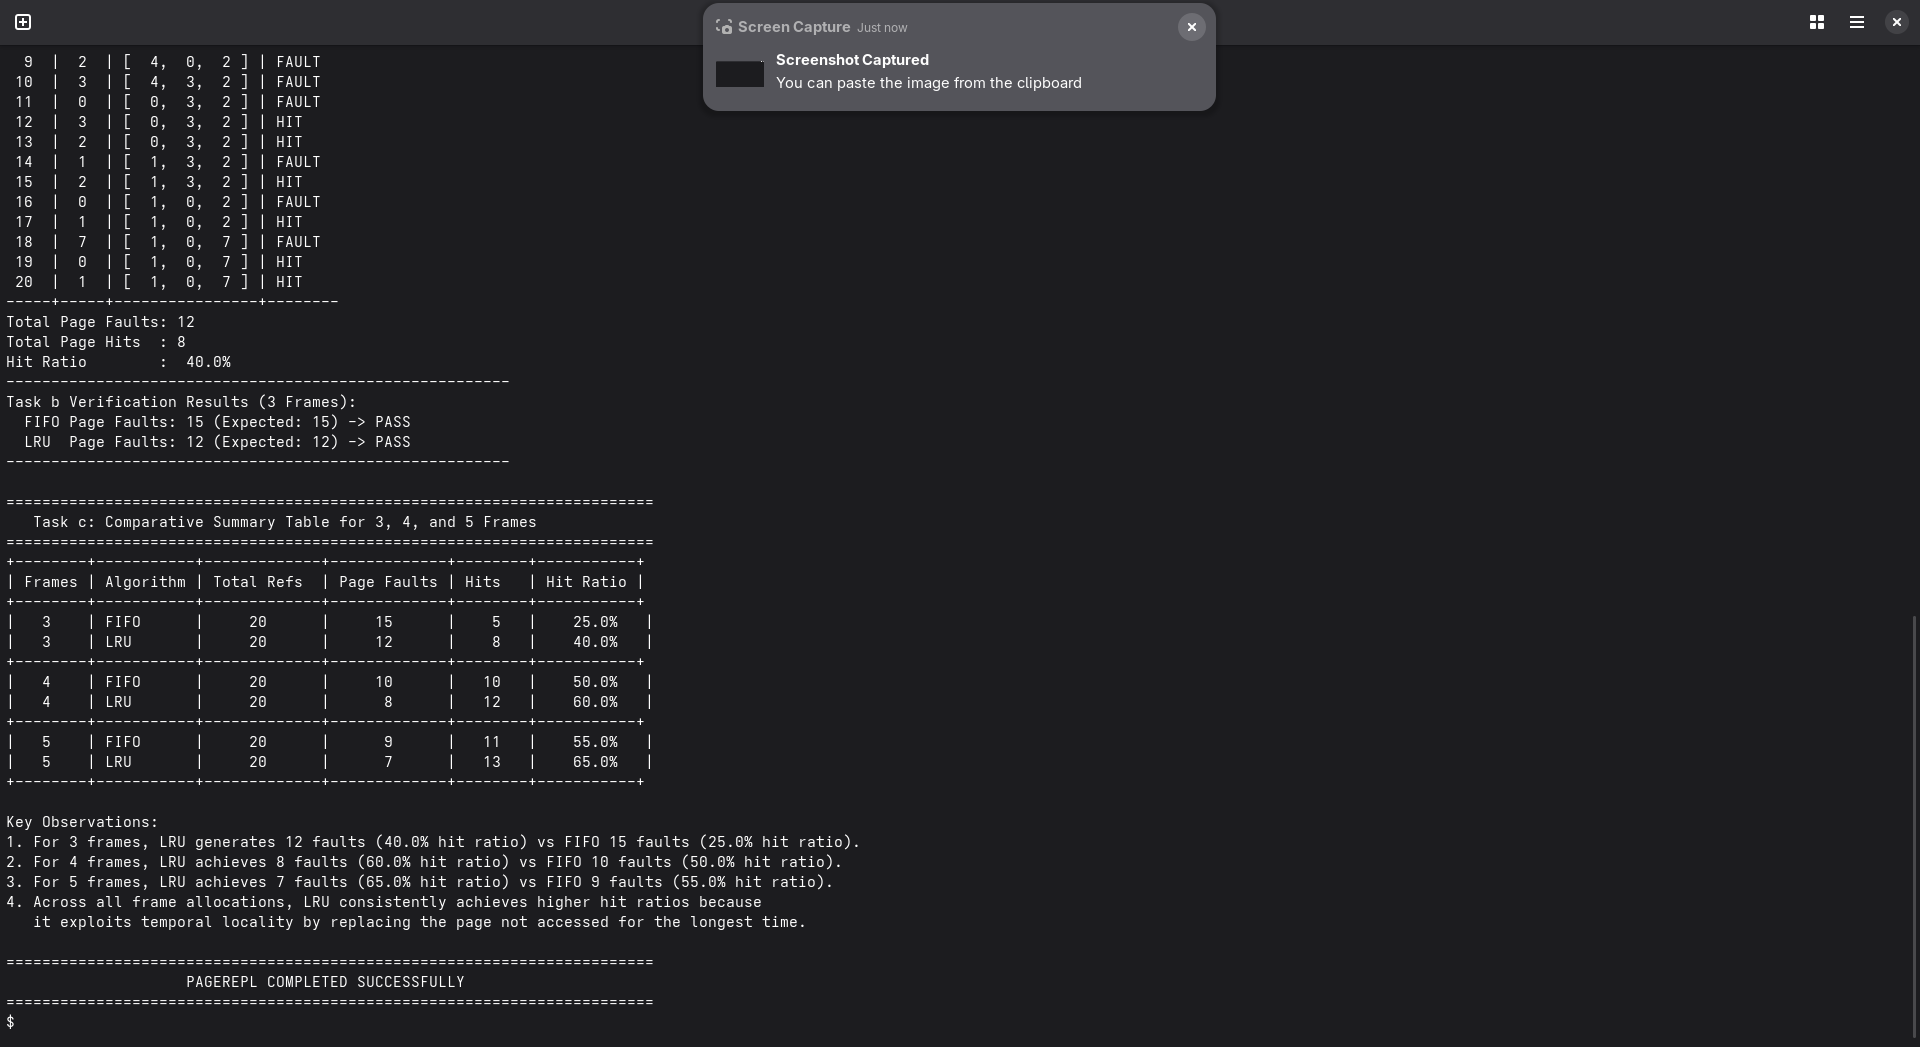 Screen Capture Just now
Screenshot Captured
You can paste the image from the clipboard
  9  |  2  | [  4,  0,  2 ] | FAULT
 10  |  3  | [  4,  3,  2 ] | FAULT
 11  |  0  | [  0,  3,  2 ] | FAULT
 12  |  3  | [  0,  3,  2 ] | HIT
 13  |  2  | [  0,  3,  2 ] | HIT
 14  |  1  | [  1,  3,  2 ] | FAULT
 15  |  2  | [  1,  3,  2 ] | HIT
 16  |  0  | [  1,  0,  2 ] | FAULT
 17  |  1  | [  1,  0,  2 ] | HIT
 18  |  7  | [  1,  0,  7 ] | FAULT
 19  |  0  | [  1,  0,  7 ] | HIT
 20  |  1  | [  1,  0,  7 ] | HIT
-----+-----+----------------+--------
Total Page Faults: 12
Total Page Hits  : 8
Hit Ratio        :  40.0%
--------------------------------------------------------
Task b Verification Results (3 Frames):
  FIFO Page Faults: 15 (Expected: 15) -> PASS
  LRU  Page Faults: 12 (Expected: 12) -> PASS
--------------------------------------------------------
========================================================================
   Task c: Comparative Summary Table for 3, 4, and 5 Frames
========================================================================
+--------+-----------+-------------+-------------+--------+-----------+
| Frames | Algorithm | Total Refs  | Page Faults | Hits   | Hit Ratio |
+--------+-----------+-------------+-------------+--------+-----------+
|   3    | FIFO      |     20      |     15      |    5   |    25.0%   |
|   3    | LRU       |     20      |     12      |    8   |    40.0%   |
+--------+-----------+-------------+-------------+--------+-----------+
|   4    | FIFO      |     20      |     10      |   10   |    50.0%   |
|   4    | LRU       |     20      |      8      |   12   |    60.0%   |
+--------+-----------+-------------+-------------+--------+-----------+
|   5    | FIFO      |     20      |      9      |   11   |    55.0%   |
|   5    | LRU       |     20      |      7      |   13   |    65.0%   |
+--------+-----------+-------------+-------------+--------+-----------+
Key Observations:
1. For 3 frames, LRU generates 12 faults (40.0% hit ratio) vs FIFO 15 faults (25.0% hit ratio).
2. For 4 frames, LRU achieves 8 faults (60.0% hit ratio) vs FIFO 10 faults (50.0% hit ratio).
3. For 5 frames, LRU achieves 7 faults (65.0% hit ratio) vs FIFO 9 faults (55.0% hit ratio).
4. Across all frame allocations, LRU consistently achieves higher hit ratios because
   it exploits temporal locality by replacing the page not accessed for the longest time.
========================================================================
                    PAGEREPL COMPLETED SUCCESSFULLY
========================================================================
$